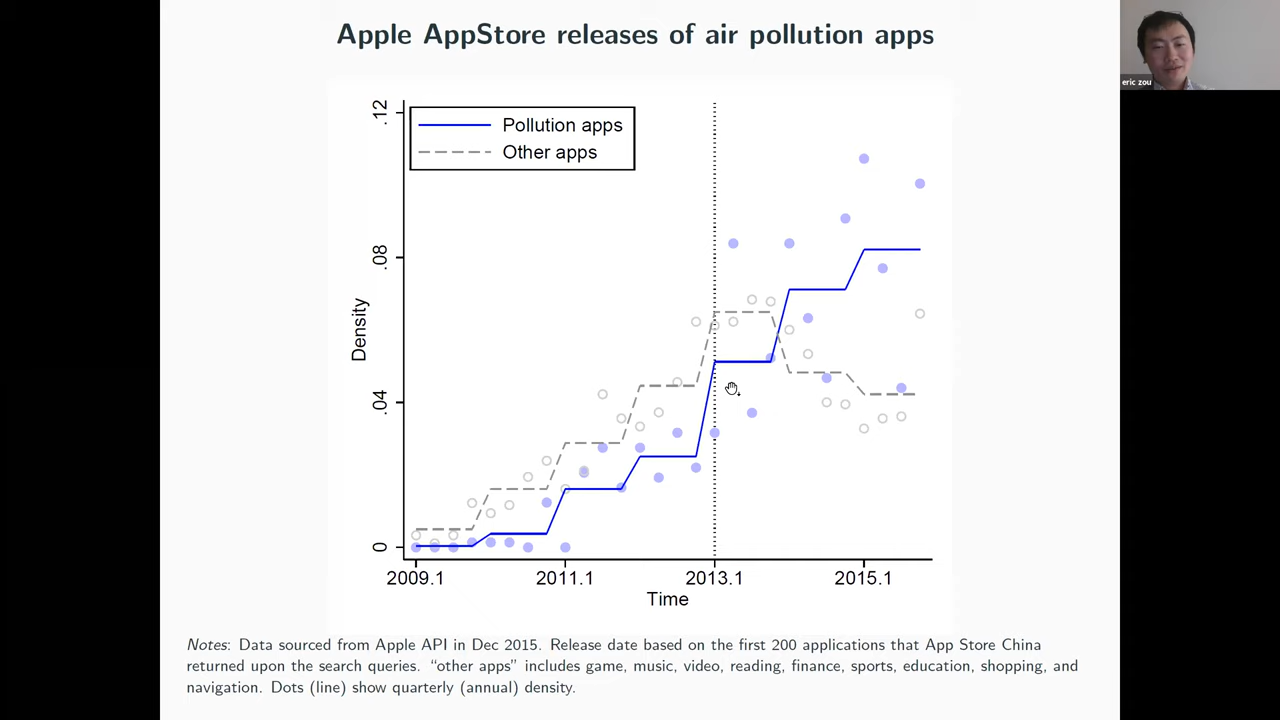 Apple AppStore releases of air pollution apps
eric zou
Pollution apps
Other apps
.12
.08
.04
0
Density
2009.1
2011.1
2013.1
2015.1
Time
Notes: Data sourced from Apple API in Dec 2015. Release date based on the first 200 applications that App Store China
returned upon the search queries. “other apps” includes game, music, video, reading, finance, sports, education, shopping, and
navigation. Dots (line) show quarterly (annual) density.